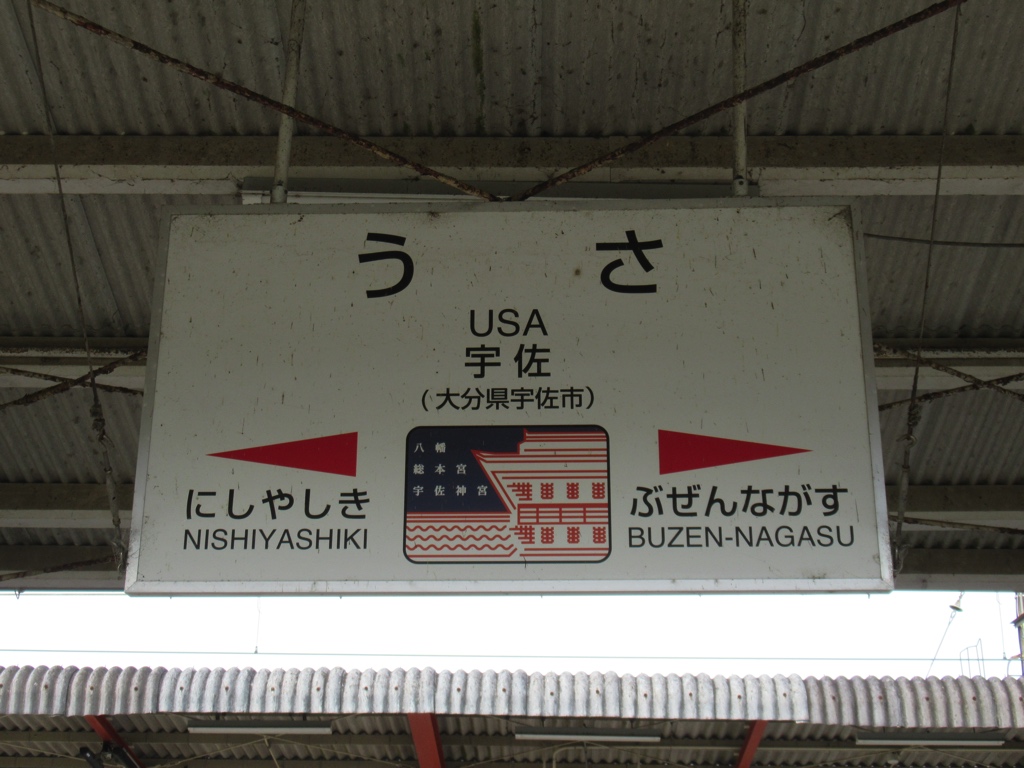 うさ
USA
宇佐
(大分県宇佐市)
八幡
総本宮
宇佐神宮
にしやしき
NISHIYASHIKI
ぶぜんながす
BUZEN-NAGASU